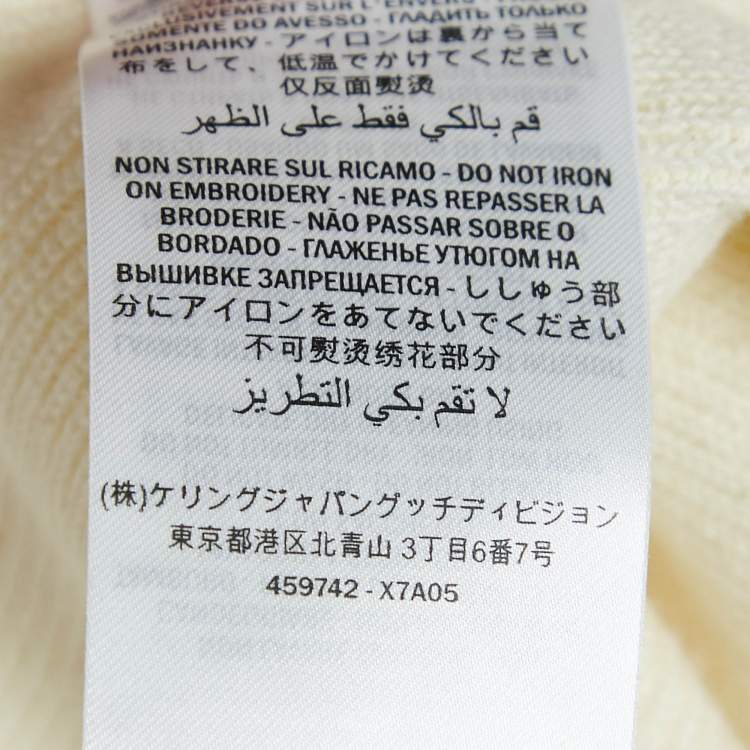 USIVEMENT SUR L'ENVERS -
UMENTE DO AVESSO - ГЛАДИТЬ ТОЛЬКО
НАИЗНАНКУ - アイロンは裏から当て
布をして、低温でかけてください
仅反面熨烫
قم بالكي فقط على الظهر
NON STIRARE SUL RICAMO - DO NOT IRON
ON EMBROIDERY - NE PAS REPASSER LA
BRODERIE - NÃO PASSAR SOBRE O
BORDADO - ГЛАЖЕНЬЕ УТЮГОМ НА
ВЫШИВКЕ ЗАПРЕЩАЕТСЯ - ししゅう部
分にアイロンをあてないでください
不可熨烫绣花部分
لا تقم بكي التطريز
(株)ケリングジャパングッチディビジョン
東京都港区北青山 3丁目6番7号
459742 - X7A05